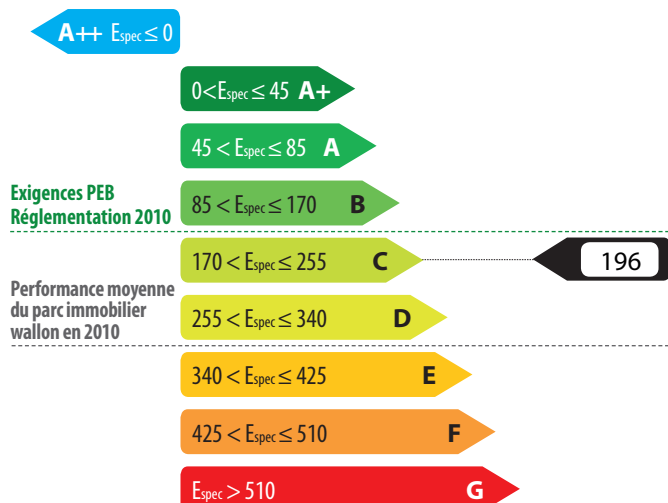 A++ Espec ≤ 0
0<Espec ≤ 45 A+
45 < Espec ≤ 85 A
Exigences PEB
Réglementation 2010
85 < Espec ≤ 170 B
170 < Espec ≤ 255 C
196
Performance moyenne
du parc immobilier
wallon en 2010
255 < Espec ≤ 340 D
340 < Espec ≤ 425 E
425 < Espec ≤ 510 F
Espec > 510 G